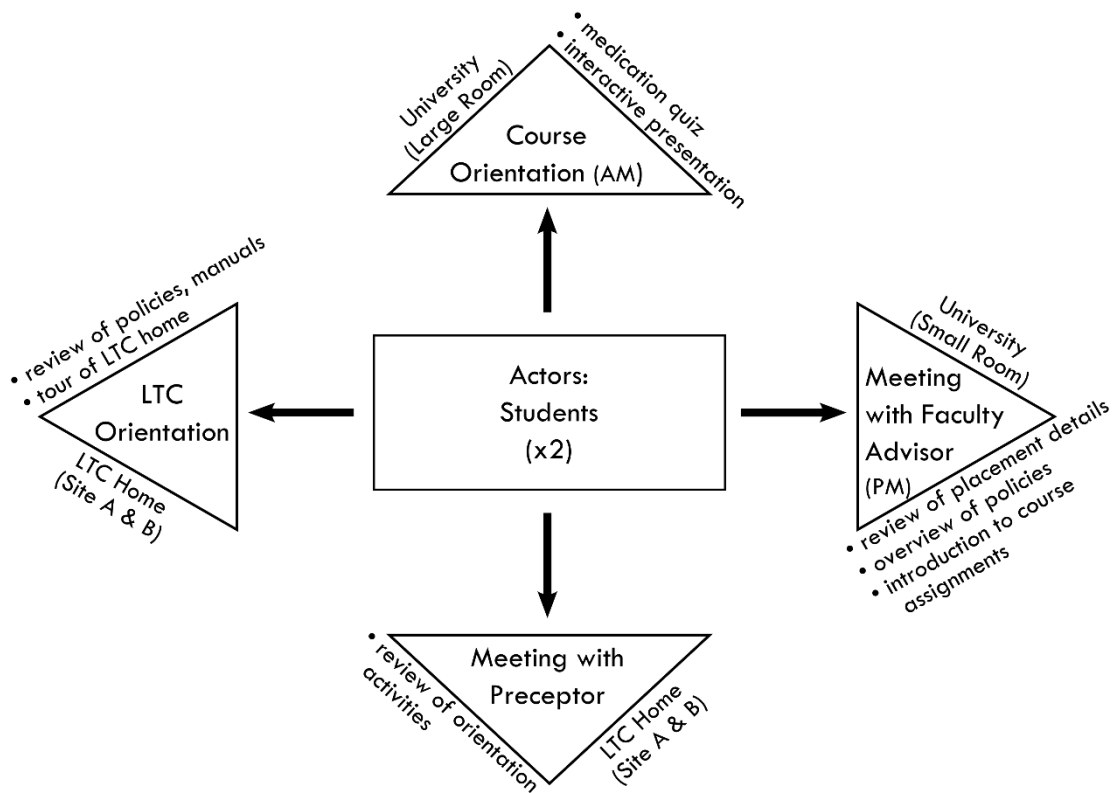 University
(Large Room)
• medication quiz
• interactive presentation
Course
Orientation (AM)
• review of policies, manuals
• tour of LTC home
LTC
Orientation
LTC Home
(Site A & B)
Actors:
Students
(x2)
University
(Small Room)
Meeting
with Faculty
Advisor
(PM)
• review of placement details
• overview of policies
• introduction to course
assignments
Meeting with
Preceptor
• review of orientation
activities
LTC Home
(Site A & B)